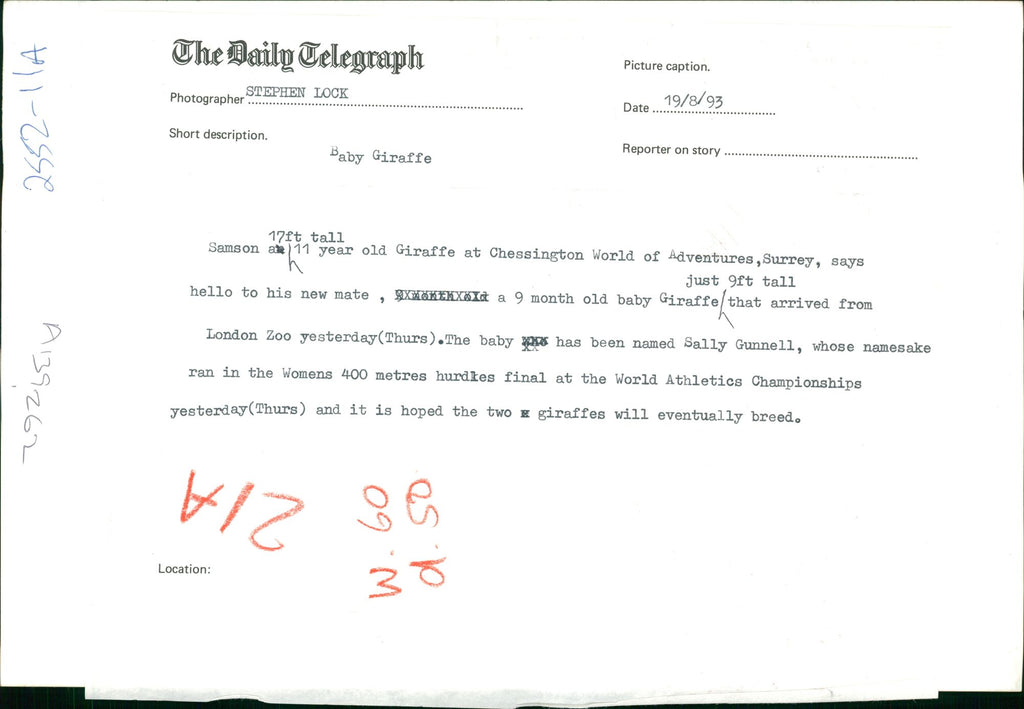 The Daily Telegraph
Picture caption.
Photographer STEPHEN LOCK
Date 19/8/93
Short description.
Baby Giraffe
Reporter on story
17ft tall
Samson a 11 year old Giraffe at Chessington World of Adventures,Surrey, says
just 9ft tall
hello to his new mate , a 9 month old baby Giraffe that arrived from
London Zoo yesterday(Thurs).The baby has been named Sally Gunnell, whose namesake
ran in the Womens 400 metres hurdles final at the World Athletics Championships
yesterday(Thurs) and it is hoped the two x giraffes will eventually breed.
Location:
2552-11A